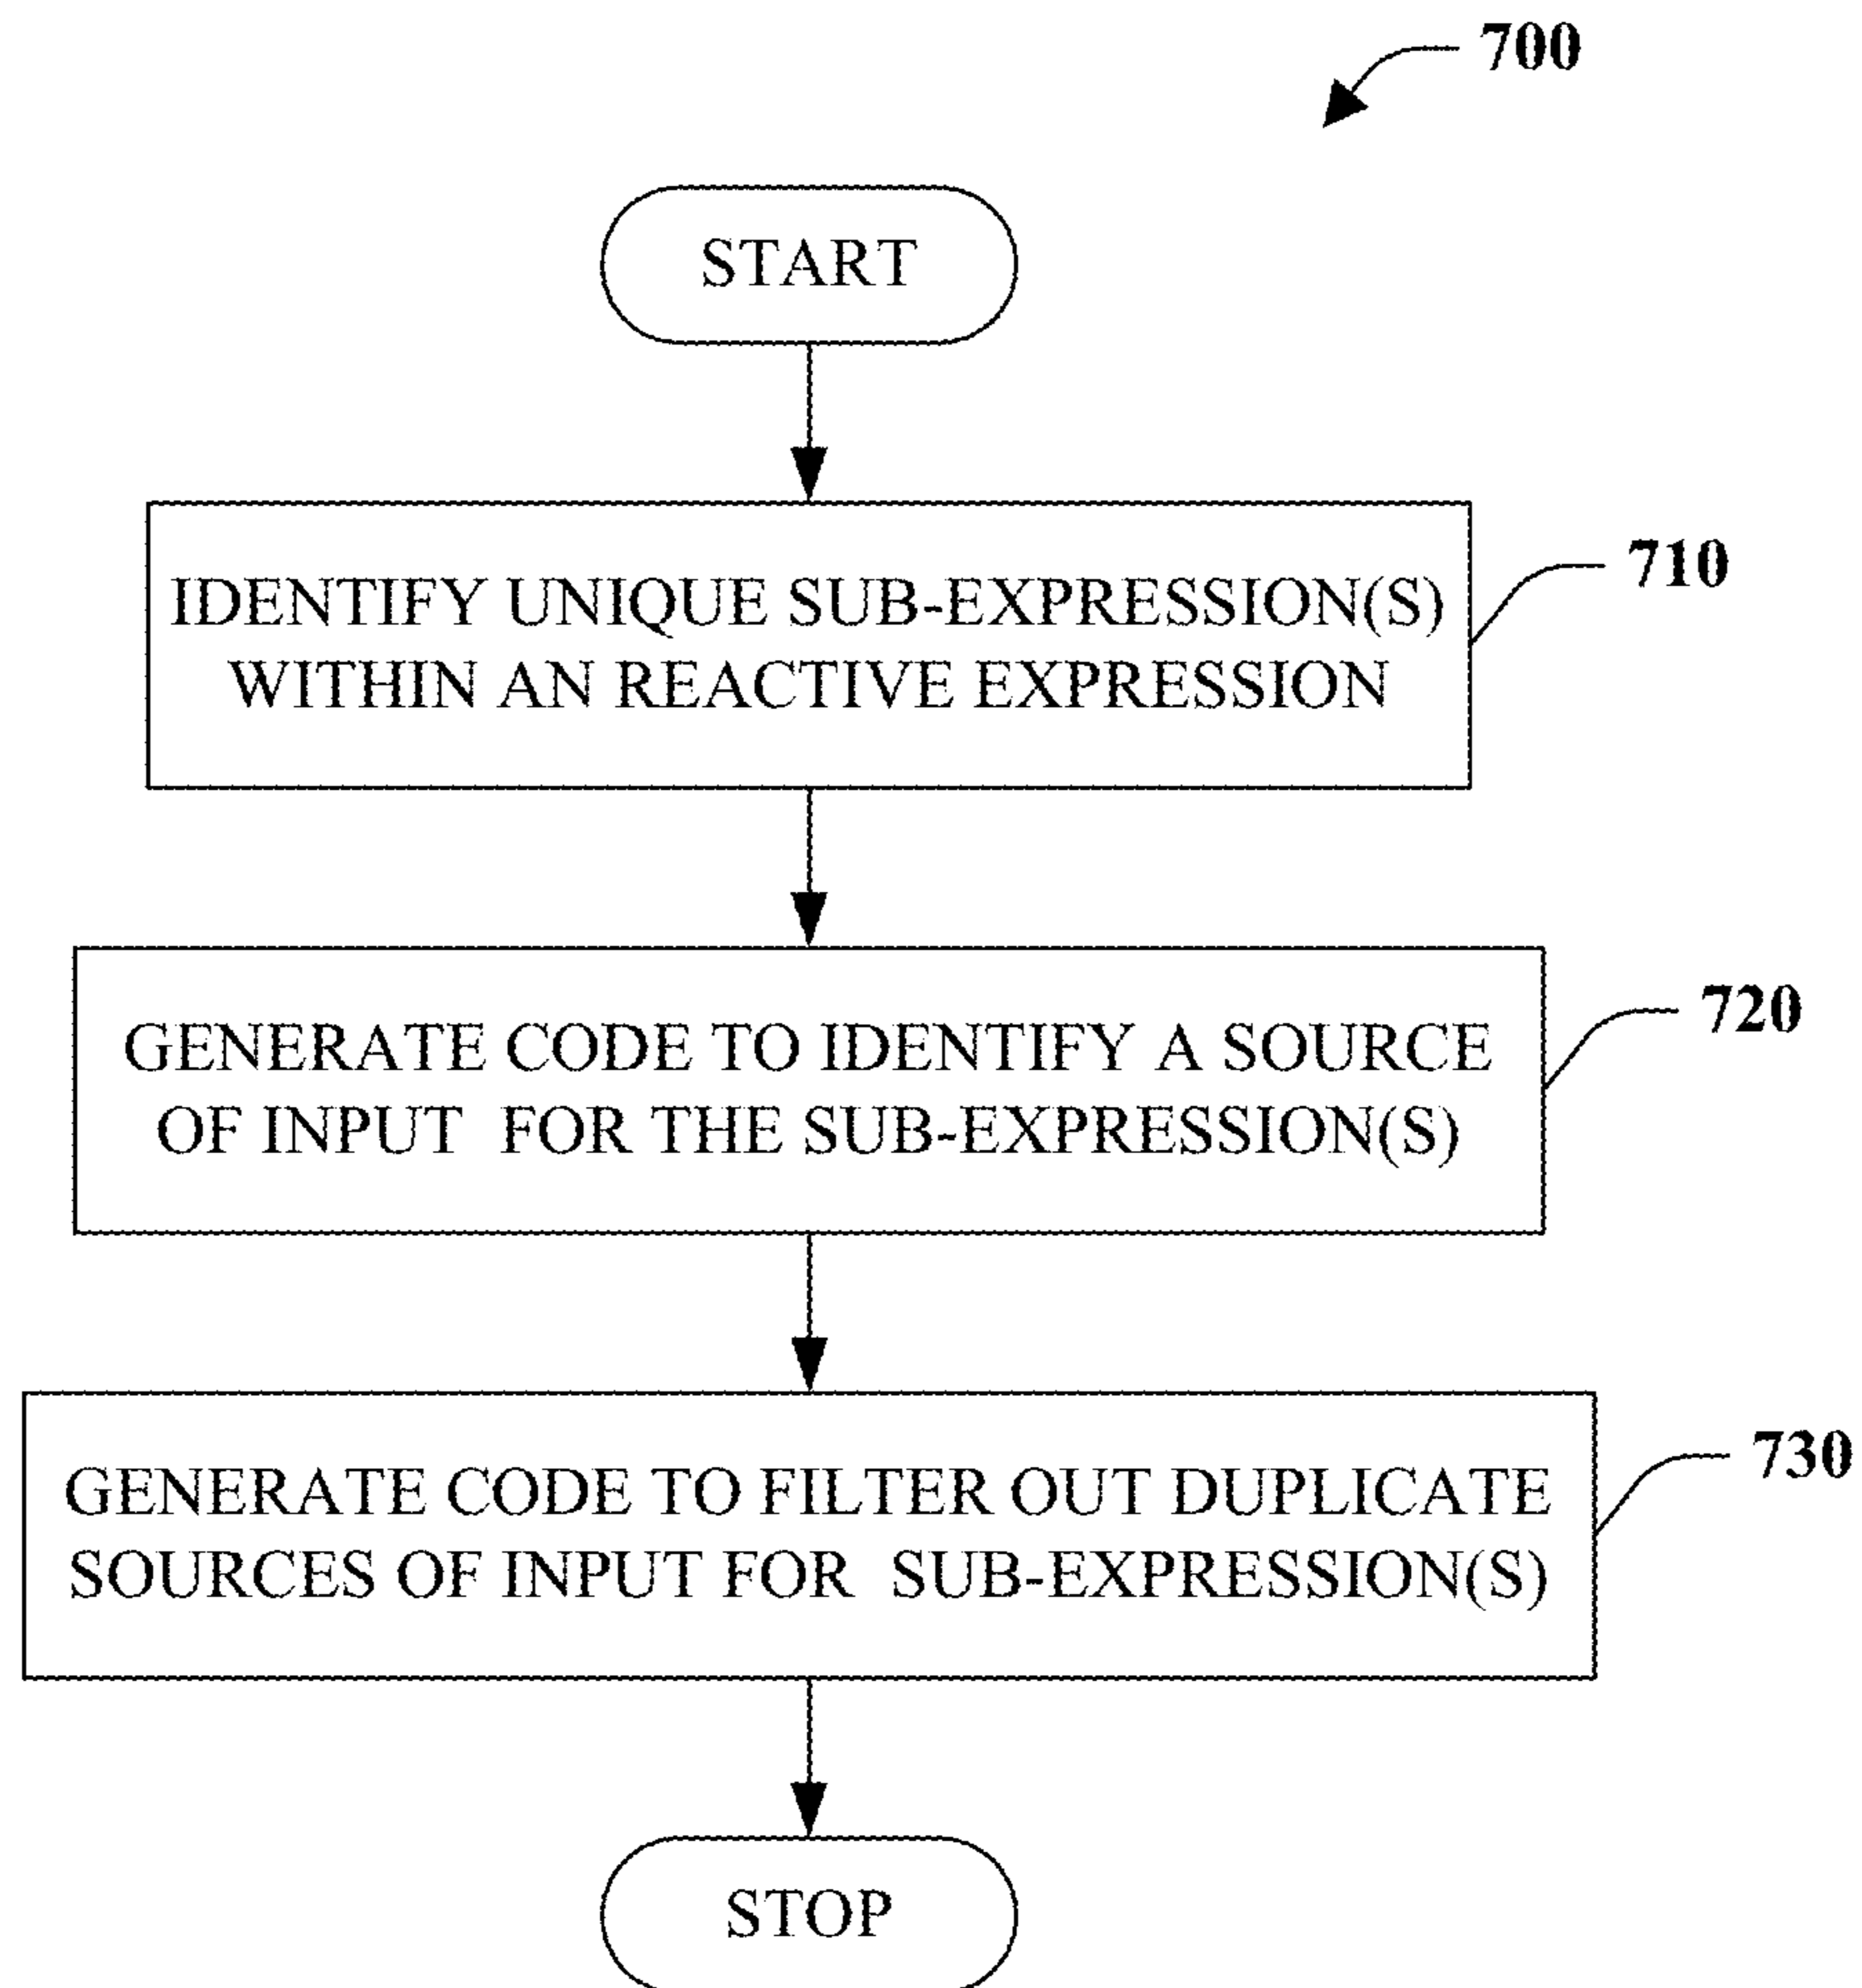 700
START
IDENTIFY UNIQUE SUB-EXPRESSION(S)
WITHIN AN REACTIVE EXPRESSION
710
GENERATE CODE TO IDENTIFY A SOURCE
OF INPUT FOR THE SUB-EXPRESSION(S)
720
GENERATE CODE TO FILTER OUT DUPLICATE
SOURCES OF INPUT FOR SUB-EXPRESSION(S)
730
STOP